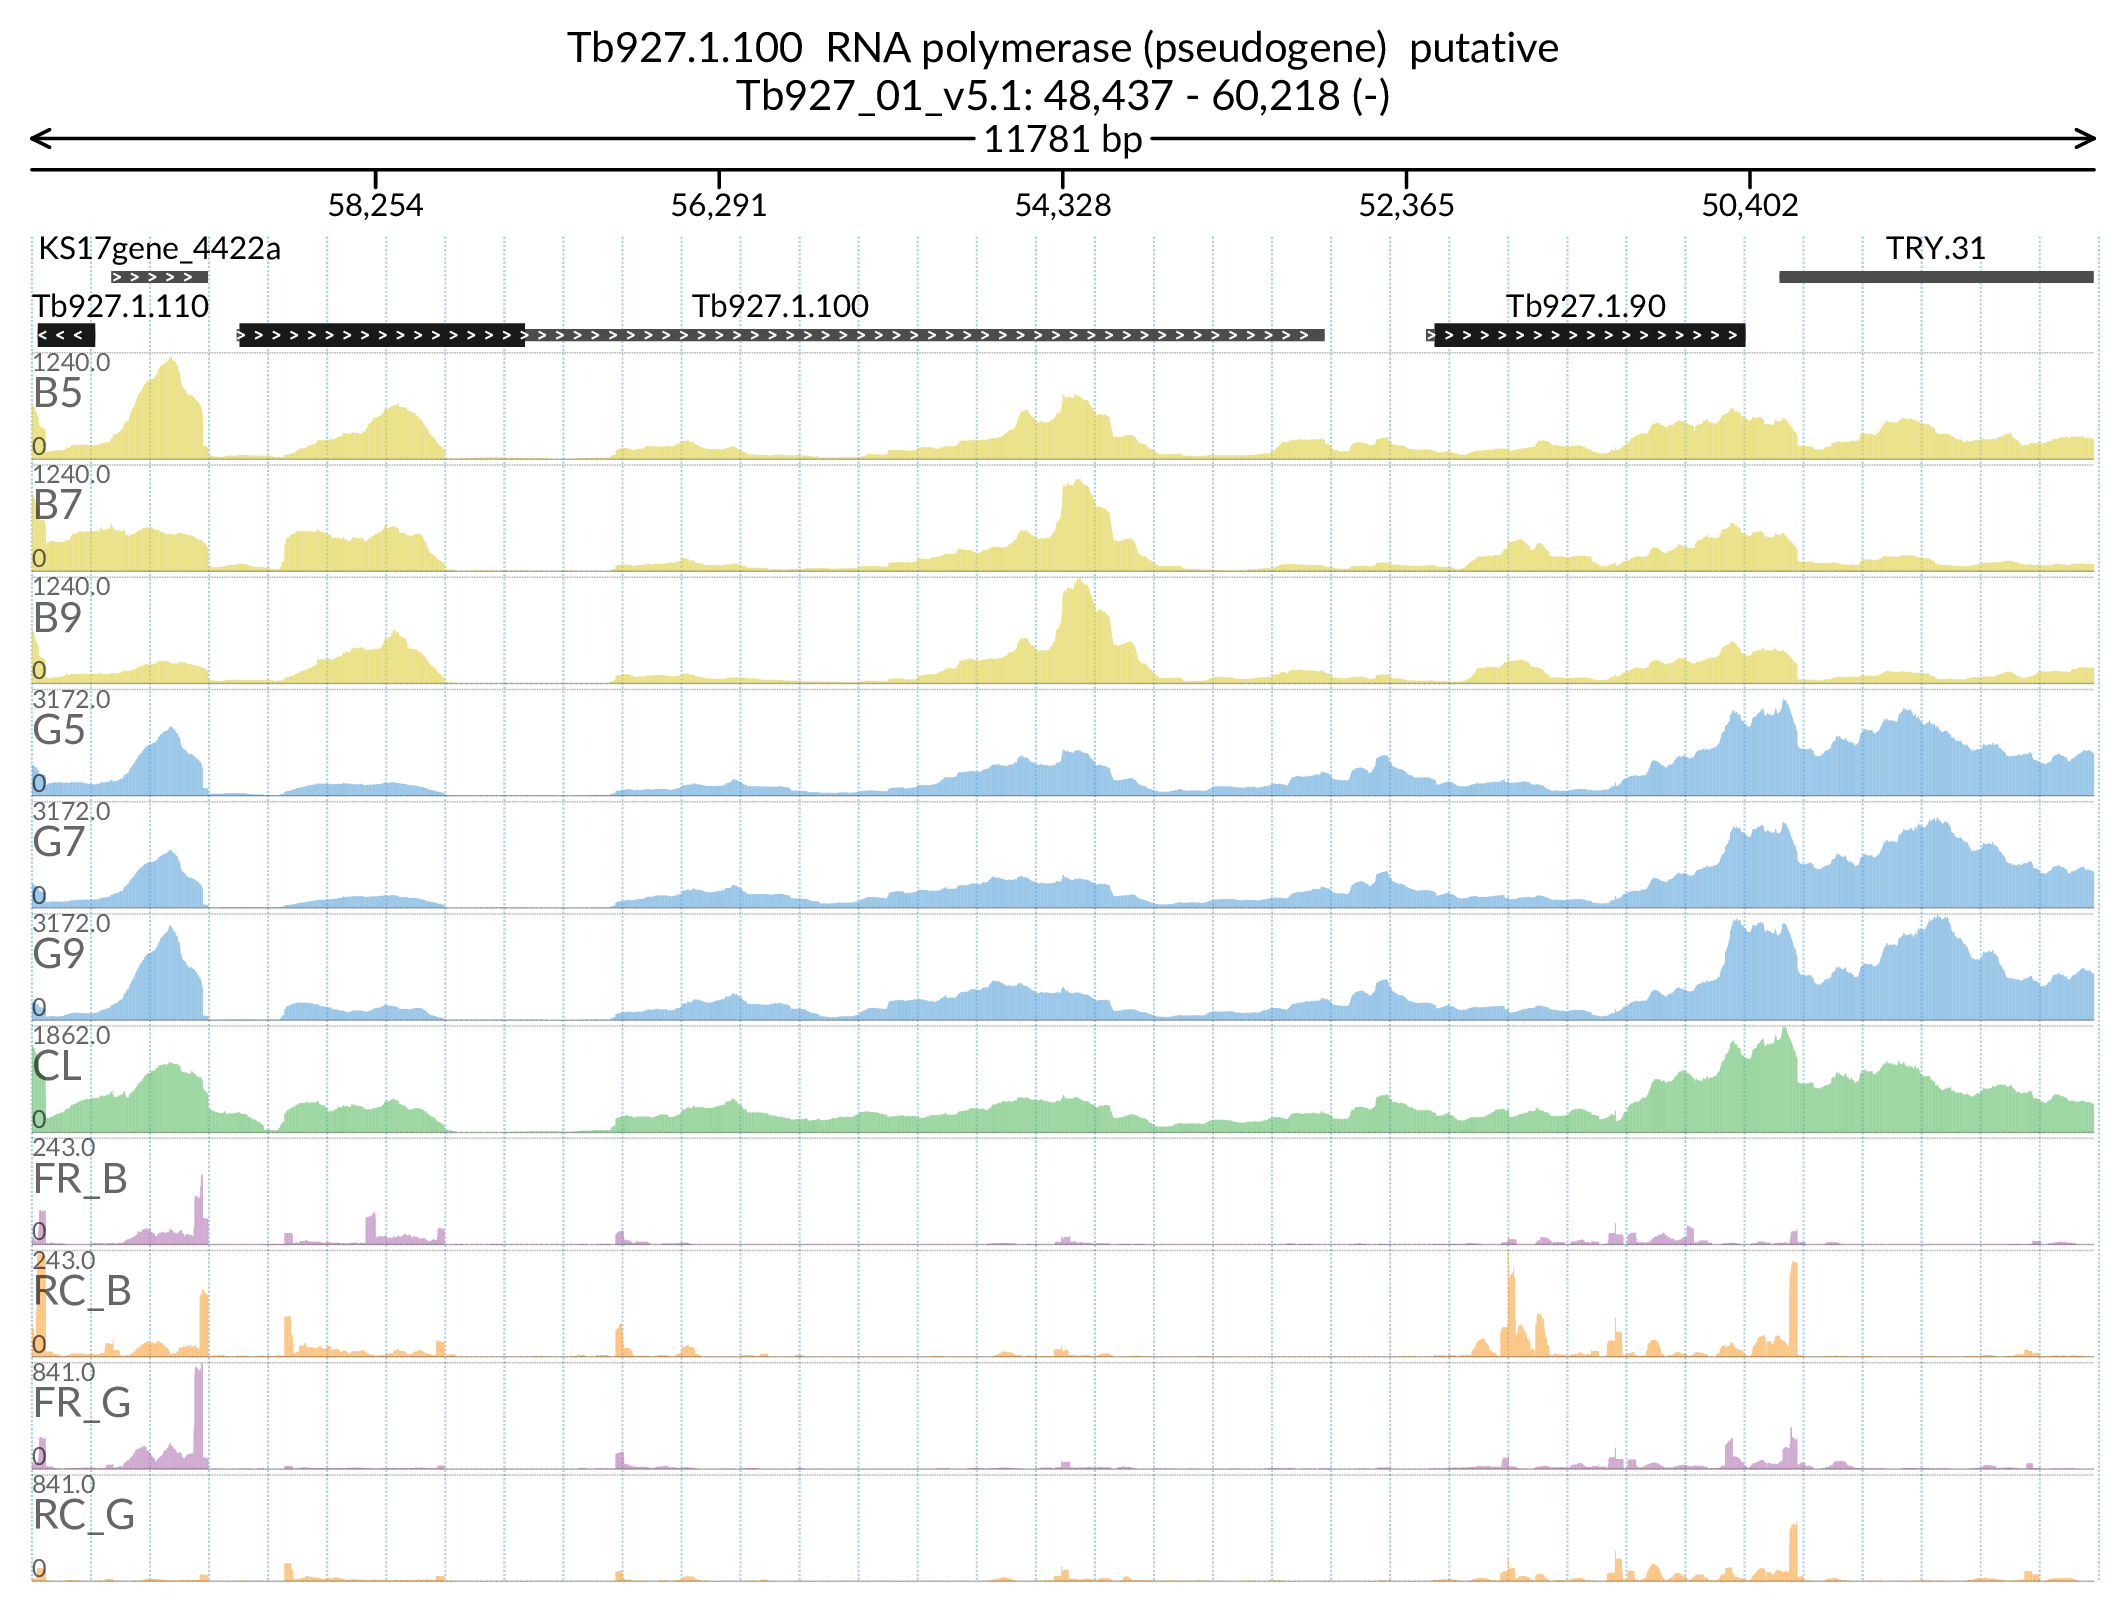 Tb927.1.100  RNA polymerase (pseudogene)  putative
Tb927_01_v5.1: 48,437 - 60,218 (-)
11781 bp
58,254 56,291 54,328 52,365 50,402
KS17gene_4422a TRY.31
> > > > >
Tb927.1.110 Tb927.1.100 Tb927.1.90
1240.0
B5
0
1240.0
B7
0
1240.0
B9
0
3172.0
G5
0
3172.0
G7
0
3172.0
G9
0
1862.0
CL
0
243.0
FR_B
0
243.0
RC_B
0
841.0
FR_G
0
841.0
RC_G
0